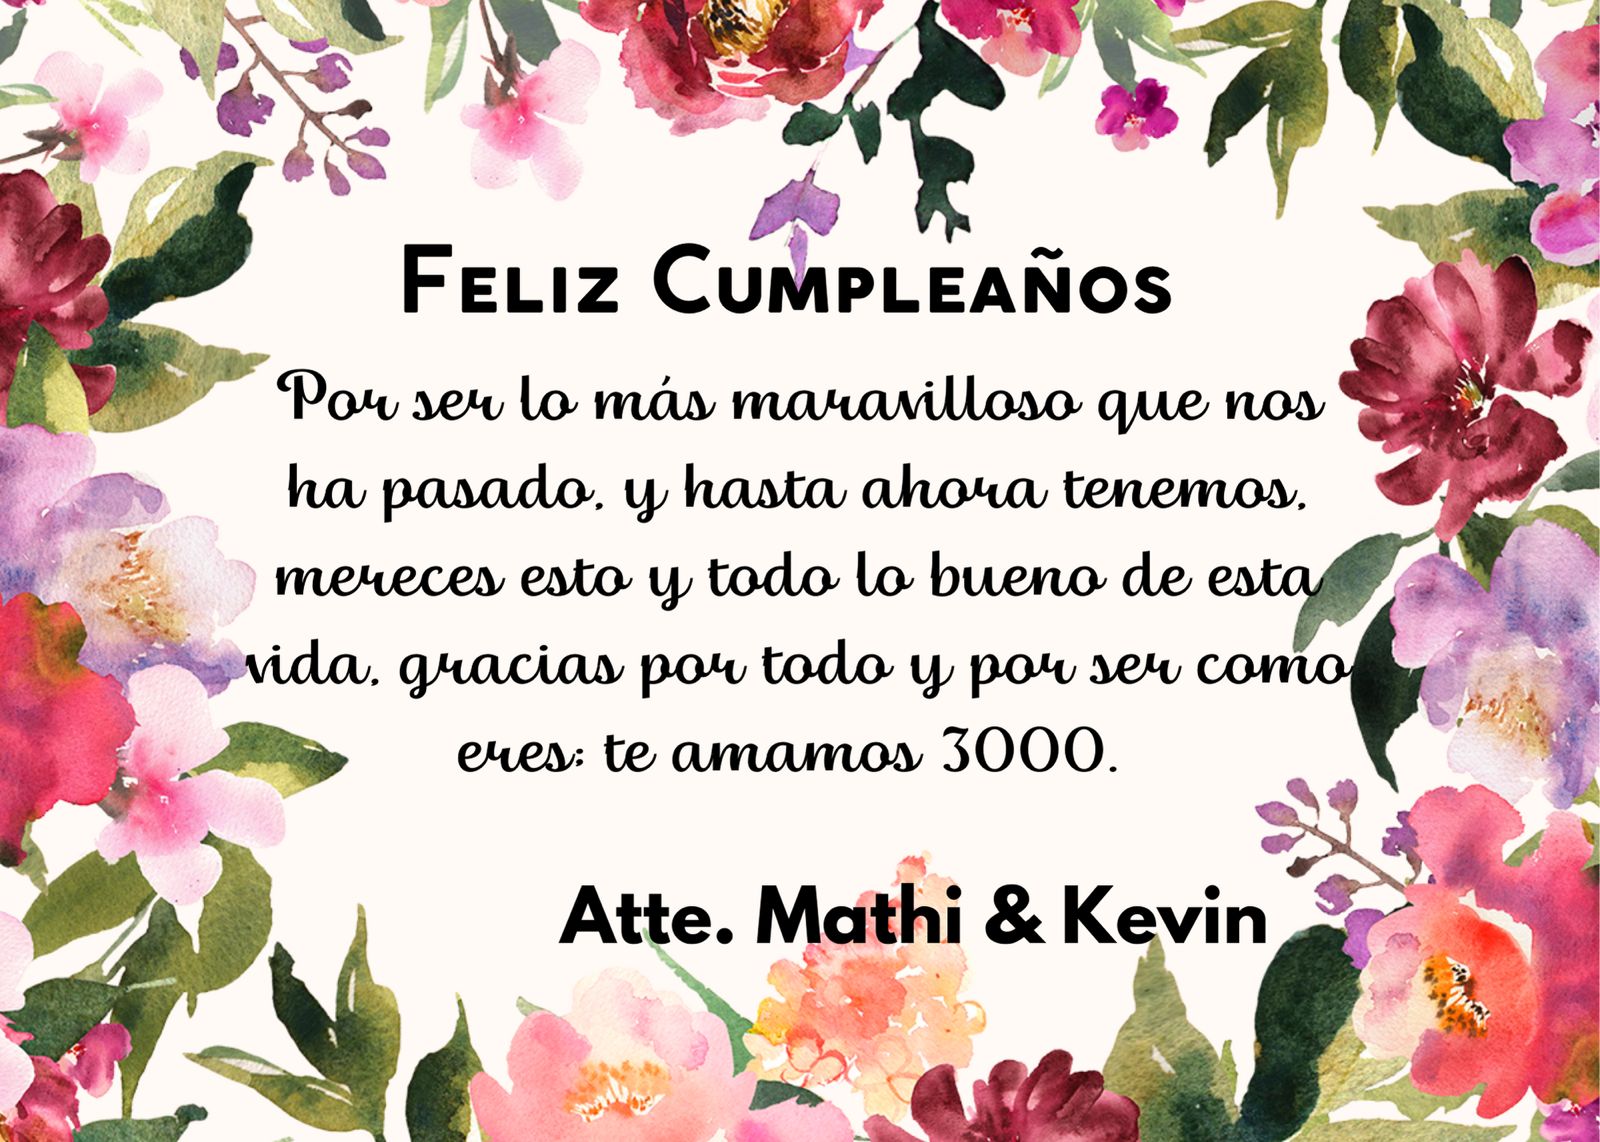 Feliz Cumpleaños
Por ser lo más maravilloso que nos
ha pasado, y hasta ahora tenemos,
mereces esto y todo lo bueno de esta
vida, gracias por todo y por ser como
eres; te amamos 3000.
Atte. Mathi & Kevin